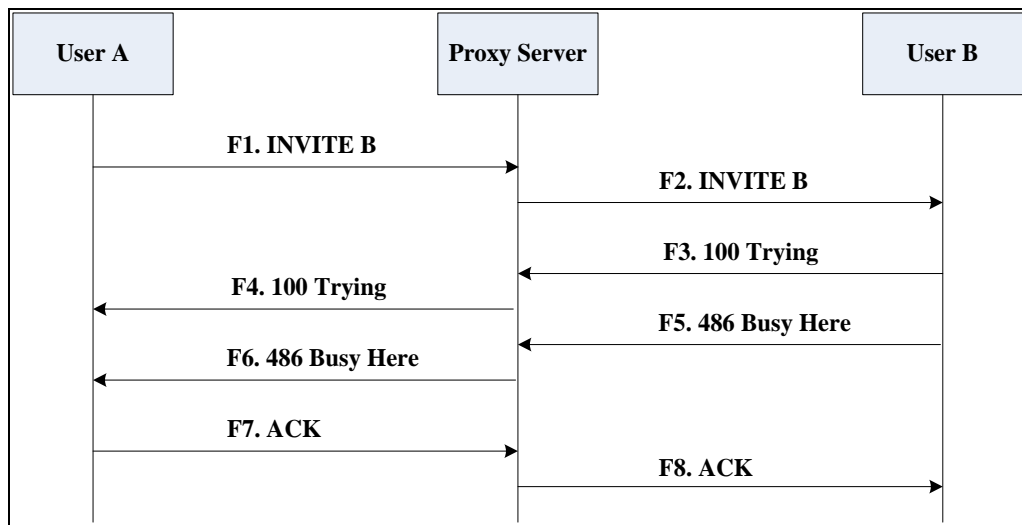 User A
Proxy Server
User B
F1. INVITE B
F2. INVITE B
F3. 100 Trying
F4. 100 Trying
F5. 486 Busy Here
F6. 486 Busy Here
F7. ACK
F8. ACK